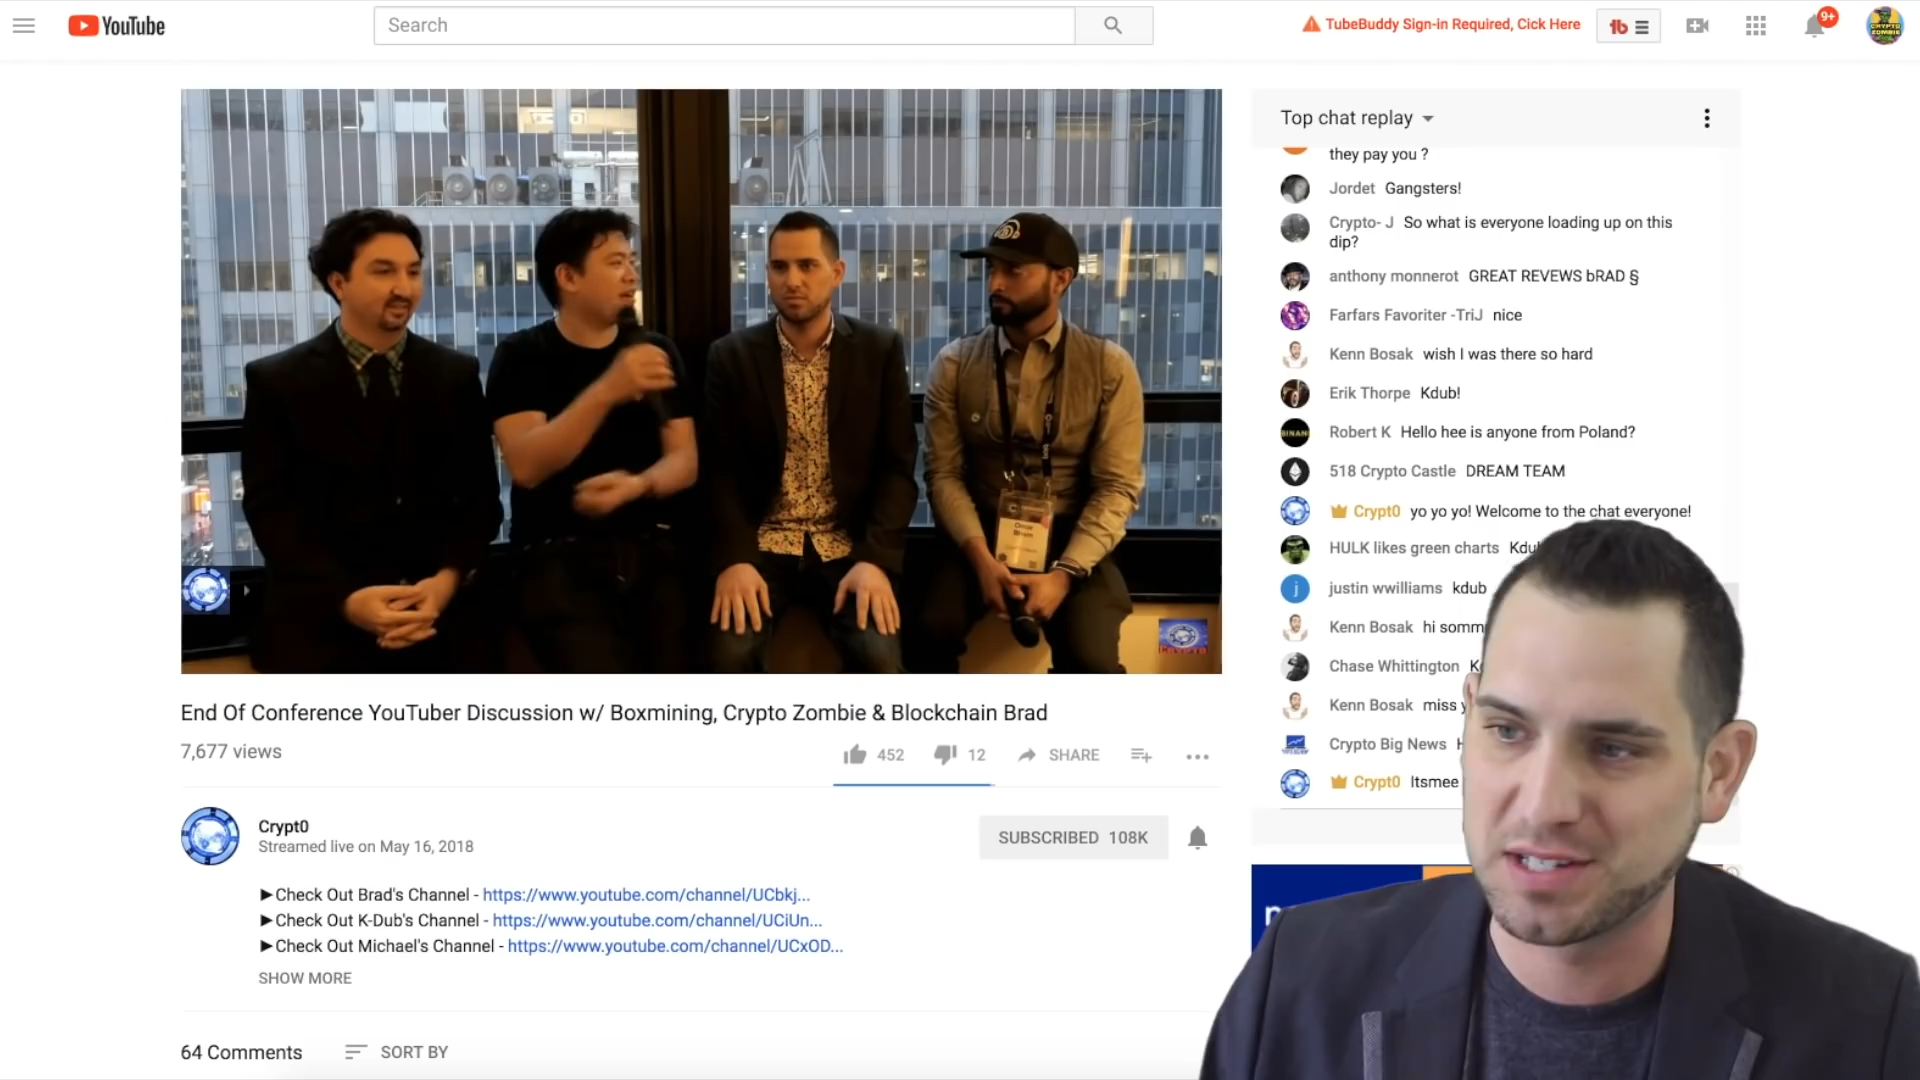 YouTube
Search
TubeBuddy Sign-in Required, Cick Here
tb
9+
CRYPTO
ZOMBIE
Top chat replay
they pay you ?
Jordet Gangsters!
Crypto- J So what is everyone loading up on this
dip?
anthony monnerot GREAT REVEWS bRAD §
Farfars Favoriter -TriJ nice
Kenn Bosak wish I was there so hard
Erik Thorpe Kdub!
Robert K Hello hee is anyone from Poland?
518 Crypto Castle DREAM TEAM
Crypt0 yo yo yo! Welcome to the chat everyone!
HULK likes green charts
justin wwilliams kdub
Kenn Bosak hi
Chase Whittington
Kenn Bosak miss
Crypto Big News
Crypt0 Itsmee
End Of Conference YouTuber Discussion w/ Boxmining, Crypto Zombie & Blockchain Brad
7,677 views
452
12
SHARE
Crypt0
Streamed live on May 16, 2018
SUBSCRIBED 108K
►Check Out Brad's Channel - https://www.youtube.com/channel/UCbkj...
►Check Out K-Dub's Channel - https://www.youtube.com/channel/UCiUn...
►Check Out Michael's Channel - https://www.youtube.com/channel/UCxOD...
SHOW MORE
64 Comments
SORT BY